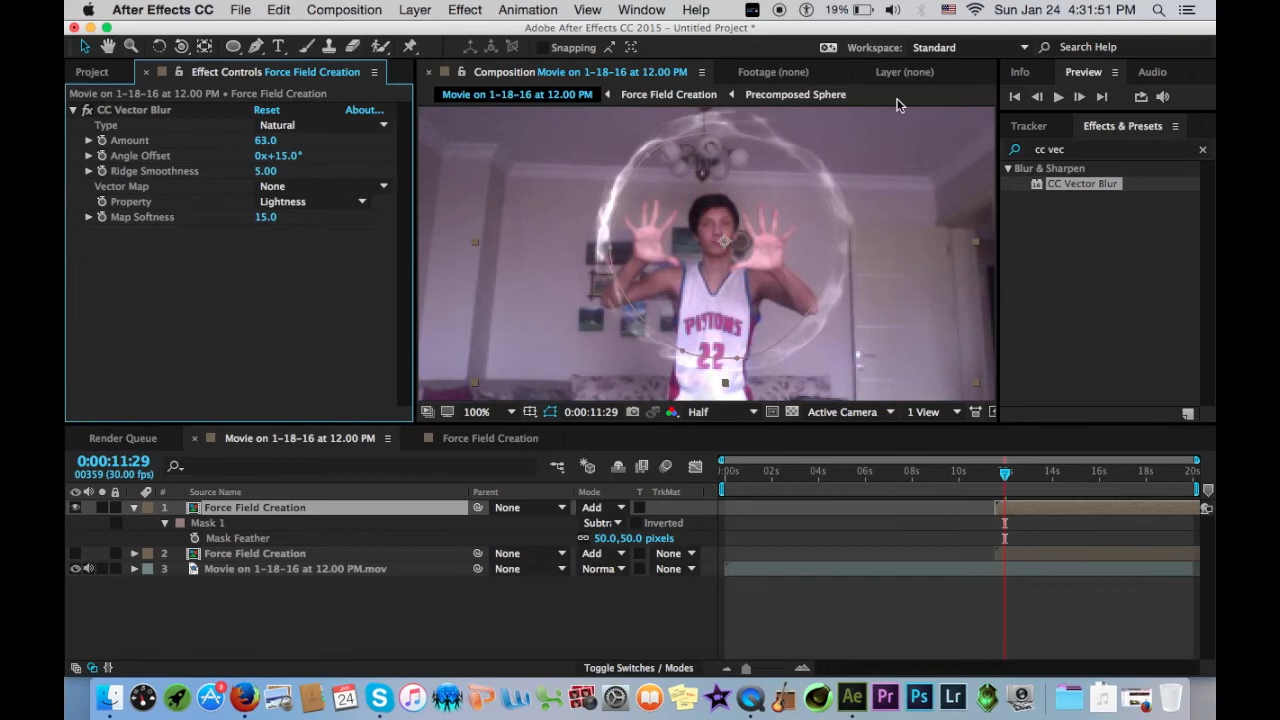 After Effects CC File Edit Composition Layer Effect Animation View Window Help 19% Sun Jan 24 4:31:51 PM
Adobe After Effects CC 2015 - Untitled Project *
Snapping Workspace: Standard Search Help
Project Effect Controls Force Field Creation
Movie on 1-18-16 at 12.00 PM • Force Field Creation
fx CC Vector Blur Reset About...
Type Natural
Amount 63.0
Angle Offset 0x+15.0°
Ridge Smoothness 5.00
Vector Map None
Property Lightness
Map Softness 15.0
Composition Movie on 1-18-16 at 12.00 PM Footage (none) Layer (none)
Movie on 1-18-16 at 12.00 PM Force Field Creation Precomposed Sphere
PISTONS
22
100% 0:00:11:29 Half Active Camera 1 View
Info Preview Audio
Tracker Effects & Presets
cc vec
Blur & Sharpen
CC Vector Blur
Render Queue Movie on 1-18-16 at 12.00 PM Force Field Creation
0:00:11:29
00359 (30.00 fps)
:00s 02s 04s 06s 08s 10s 14s 16s 18s 20s
# Source Name Parent Mode T TrkMat
1 Force Field Creation None Add
Mask 1 Subtr Inverted
Mask Feather 50.0,50.0 pixels
2 Force Field Creation None Add None
3 Movie on 1-18-16 at 12.00 PM.mov None Norma None
Toggle Switches / Modes
3
JAN
24
Ae Pr Ps Lr